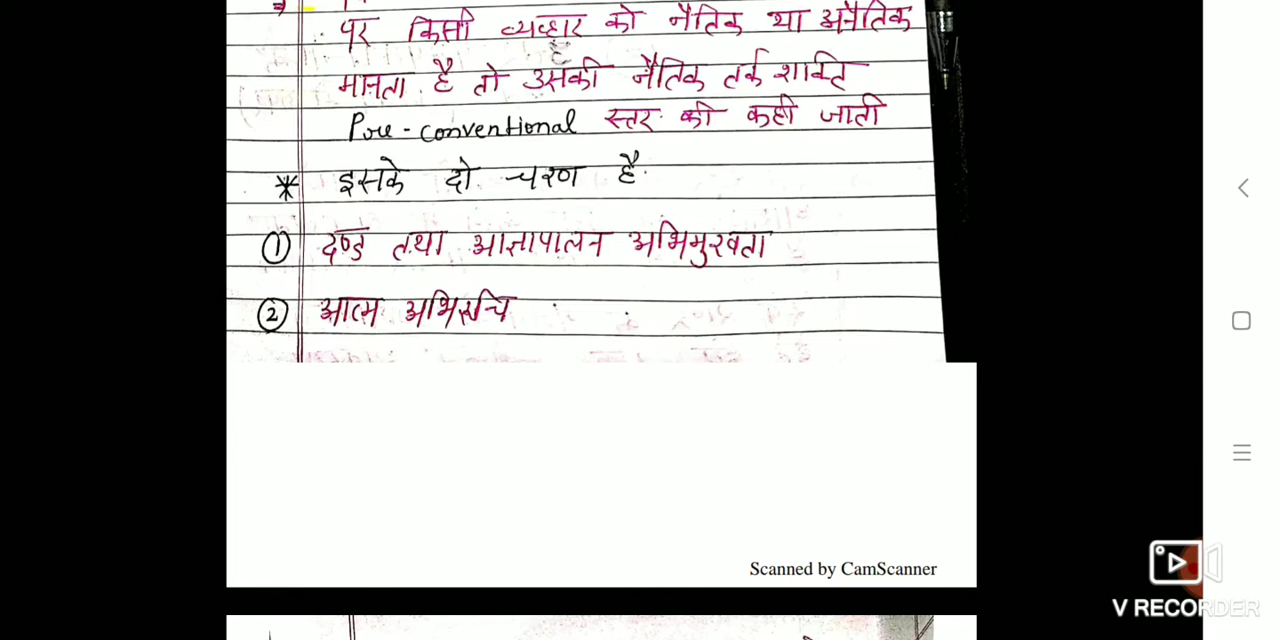 पर किसी व्यव्हार को नैतिक या अनैतिक
मानता है तो उसकी नैतिक तर्क शक्ति
है
Pre-conventional स्तर की कही जाती
* इसके दो चरण है
① दण्ड तथा आज्ञापालन अभिमुखता
② आत्म अभिरुचि
Scanned by CamScanner
V RECORDER